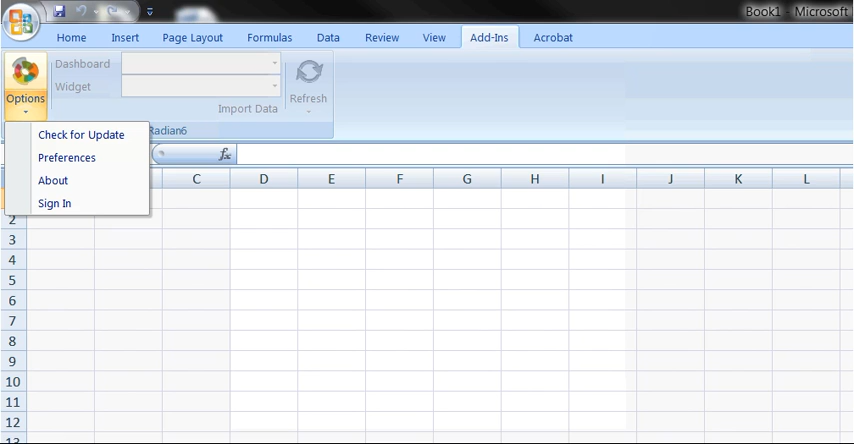 Book1 - Microsoft
Home Insert Page Layout Formulas Data Review View Add-Ins Acrobat
Options
Dashboard
Widget
Import Data
Refresh
Radian6
Check for Update
Preferences
About
Sign In
fx
C D E F G H I J K L
2
3
4
5
6
7
8
9
10
11
12
13